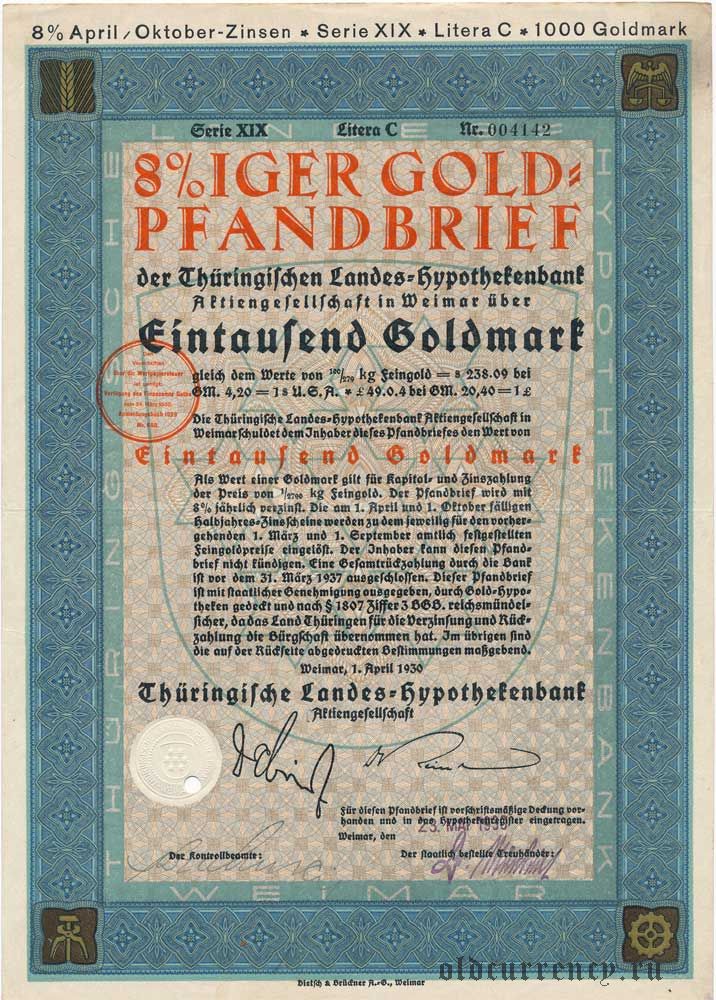 8% April/Oktober-Zinsen * Serie XIX * Litera C * 1000 Goldmark
Serie XIX Litera C Nr. 004142
8%IGER GOLD=
PFANDBRIEF
der Thüringischen Landes=Hypothekenbank
Aktiengesellschaft in Weimar über
Eintausend Goldmark
gleich dem Werte von 100/279 kg Feingold = $ 238.09 bei
GM. 4,20 = 1 $ U.S.A. * £ 49.0.4 bei GM. 20,40 = 1 £
Die Thüringische Landes=Hypothekenbank Aktiengesellschaft in
Weimar schuldet dem Inhaber dieses Pfandbriefes den Wert von
Eintausend Goldmark
Als Wert einer Goldmark gilt für Kapital= und Zinszahlung
der Preis von 1/2790 kg Feingold. Der Pfandbrief wird mit
8% jährlich verzinst. Die am 1. April und 1. Oktober fälligen
Halbjahres=Zinsscheine werden zu dem jeweilig für den vorher=
gehenden 1. März und 1. September amtlich festgestellten
Feingoldpreise eingelöst. Der Inhaber kann diesen Pfand=
brief nicht kündigen. Eine Gesamtrückzahlung durch die Bank
ist vor dem 31. März 1937 ausgeschlossen. Dieser Pfandbrief
ist mit staatlicher Genehmigung ausgegeben, durch Gold=Hypo=
theken gedeckt und nach § 1807 Ziffer 3 BGB. reichsmündel=
sicher, da das Land Thüringen für die Verzinsung und Rück=
zahlung die Bürgschaft übernommen hat. Im übrigen sind
die auf der Rückseite abgedruckten Bestimmungen maßgebend.
Weimar, 1. April 1930
Thüringische Landes=Hypothekenbank
Aktiengesellschaft
Für diesen Pfandbrief ist vorschriftsmäßige Deckung vor=
handen und in das Hypothekenregister eingetragen.
Weimar, den 23. MAI 1930
Der Kontrollbeamte: Der staatlich bestellte Treuhänder:
THÜRINGISCHE LANDES HYPOTHEKENBANK
WEIMAR
Dietsch & Brückner A.=G., Weimar
oldcurrency.ru